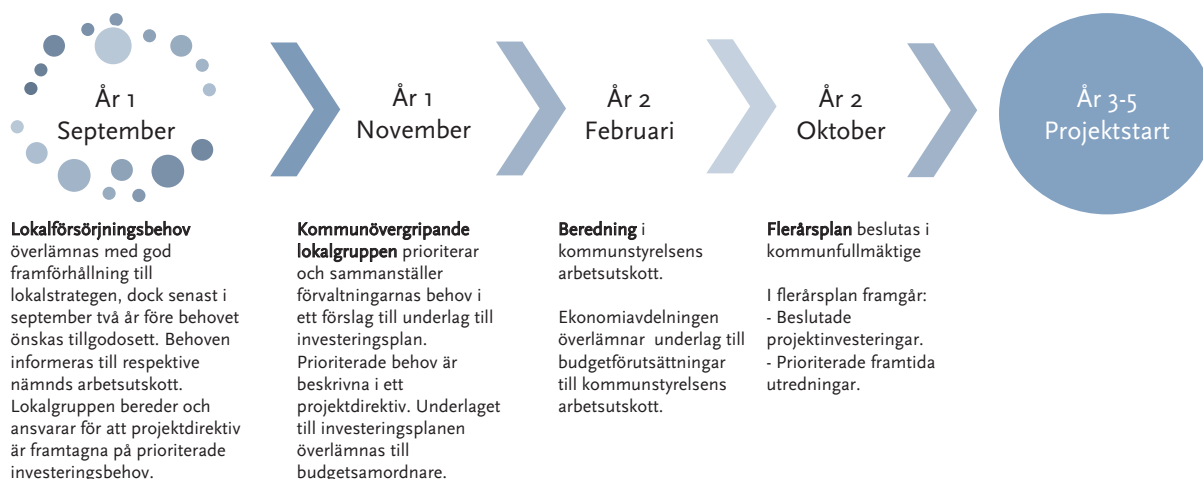 År 1
September
År 1
November
År 2
Februari
År 2
Oktober
År 3-5
Projektstart
Lokalförsörjningsbehov
överlämnas med god
framförhållning till
lokalstrategen, dock senast i
september två år före behovet
önskas tillgodosett. Behoven
informeras till respektive
nämnds arbetsutskott.
Lokalgruppen bereder och
ansvarar för att projektdirektiv
är framtagna på prioriterade
investeringsbehov.
Kommunövergripande
lokalgruppen prioriterar
och sammanställer
förvaltningarnas behov i
ett förslag till underlag till
investeringsplan.
Prioriterade behov är
beskrivna i ett
projektdirektiv. Underlaget
till investeringsplanen
överlämnas till
budgetsamordnare.
Beredning i
kommunstyrelsens
arbetsutskott.
Ekonomiavdelningen
överlämnar underlag till
budgetförutsättningar
till kommunstyrelsens
arbetsutskott.
Flerårsplan beslutas i
kommunfullmäktige
I flerårsplan framgår:
- Beslutade
projektinvesteringar.
- Prioriterade framtida
utredningar.